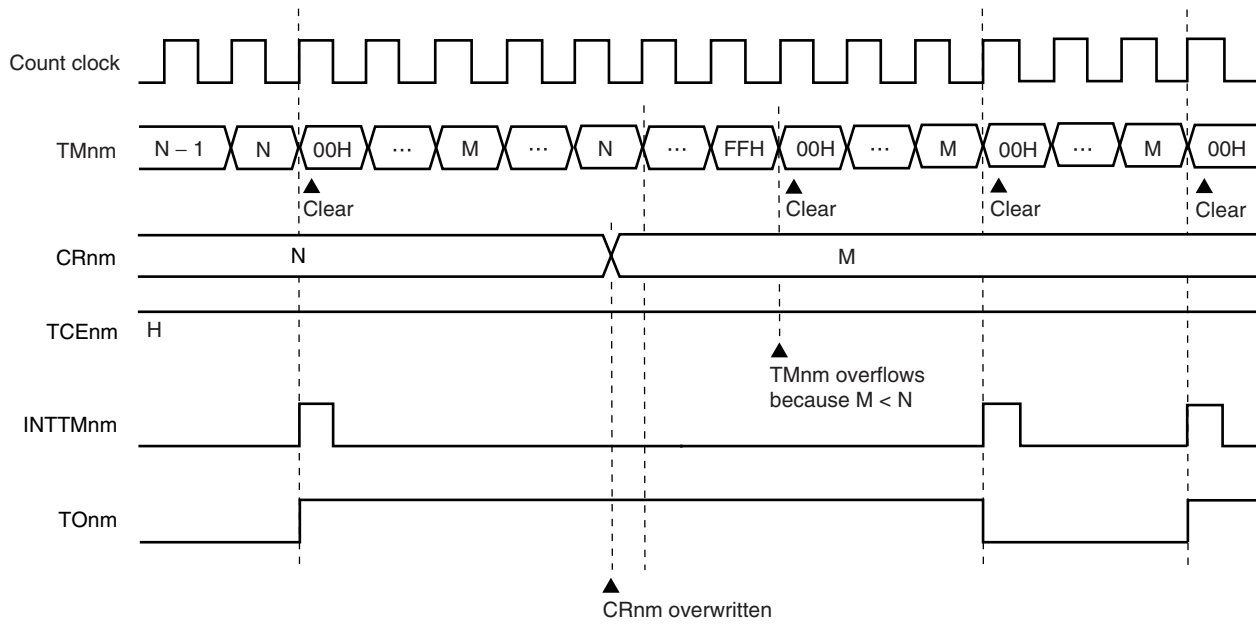 Count clock
TMnm
N – 1 N 00H ··· M ··· N ··· FFH 00H ··· M 00H ··· M 00H
Clear Clear Clear Clear
CRnm
N M
TCEnm
H
TMnm overflows
because M < N
INTTMnm
TOnm
CRnm overwritten